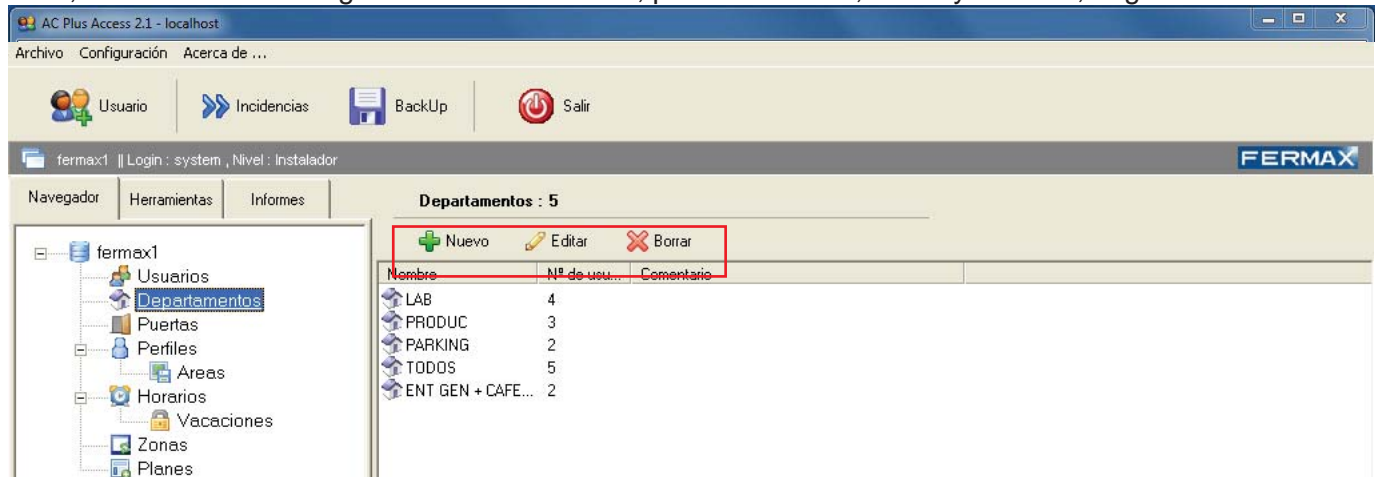 AC Plus Access 2.1 - localhost
Archivo Configuración Acerca de ...
Usuario Incidencias BackUp Salir
fermax1 || Login : system , Nivel : Instalador FERMAX
Navegador Herramientas Informes Departamentos : 5
Nuevo Editar Borrar
fermax1
Nombre Nº de usu... Comentario
Usuarios
Departamentos
Puertas
Perfiles
Areas
Horarios
Vacaciones
Zonas
Planes
LAB 4
PRODUC 3
PARKING 2
TODOS 5
ENT GEN + CAFE... 2